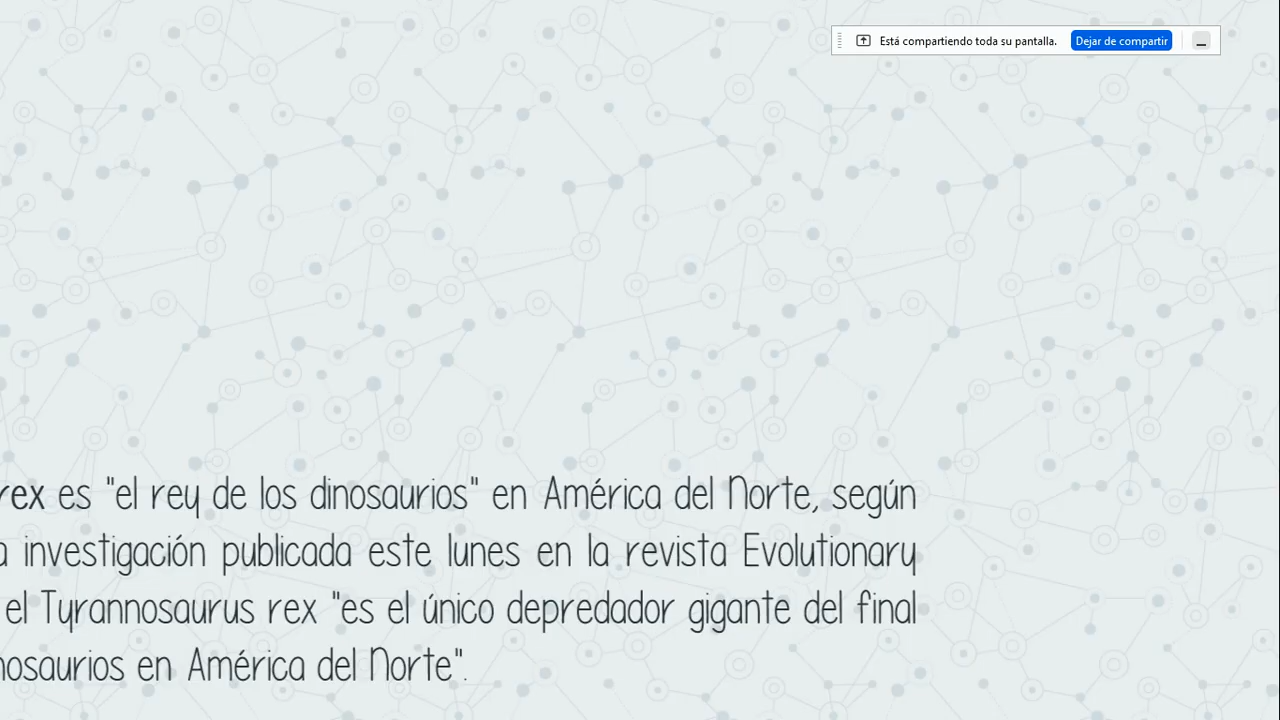 Está compartiendo toda su pantalla. Dejar de compartir
rex es "el rey de los dinosaurios" en América del Norte, según
a investigación publicada este lunes en la revista Evolutionary
el Tyrannosaurus rex "es el único depredador gigante del final
nosaurios en América del Norte".